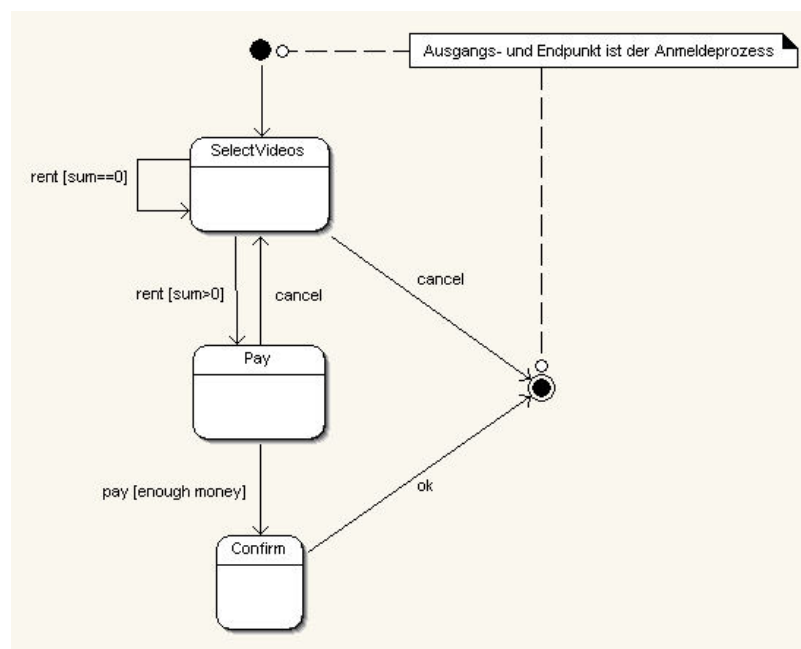 Ausgangs- und Endpunkt ist der Anmeldeprozess
SelectVideos
rent [sum==0]
cancel
rent [sum>0]
cancel
Pay
pay [enough money]
ok
Confirm